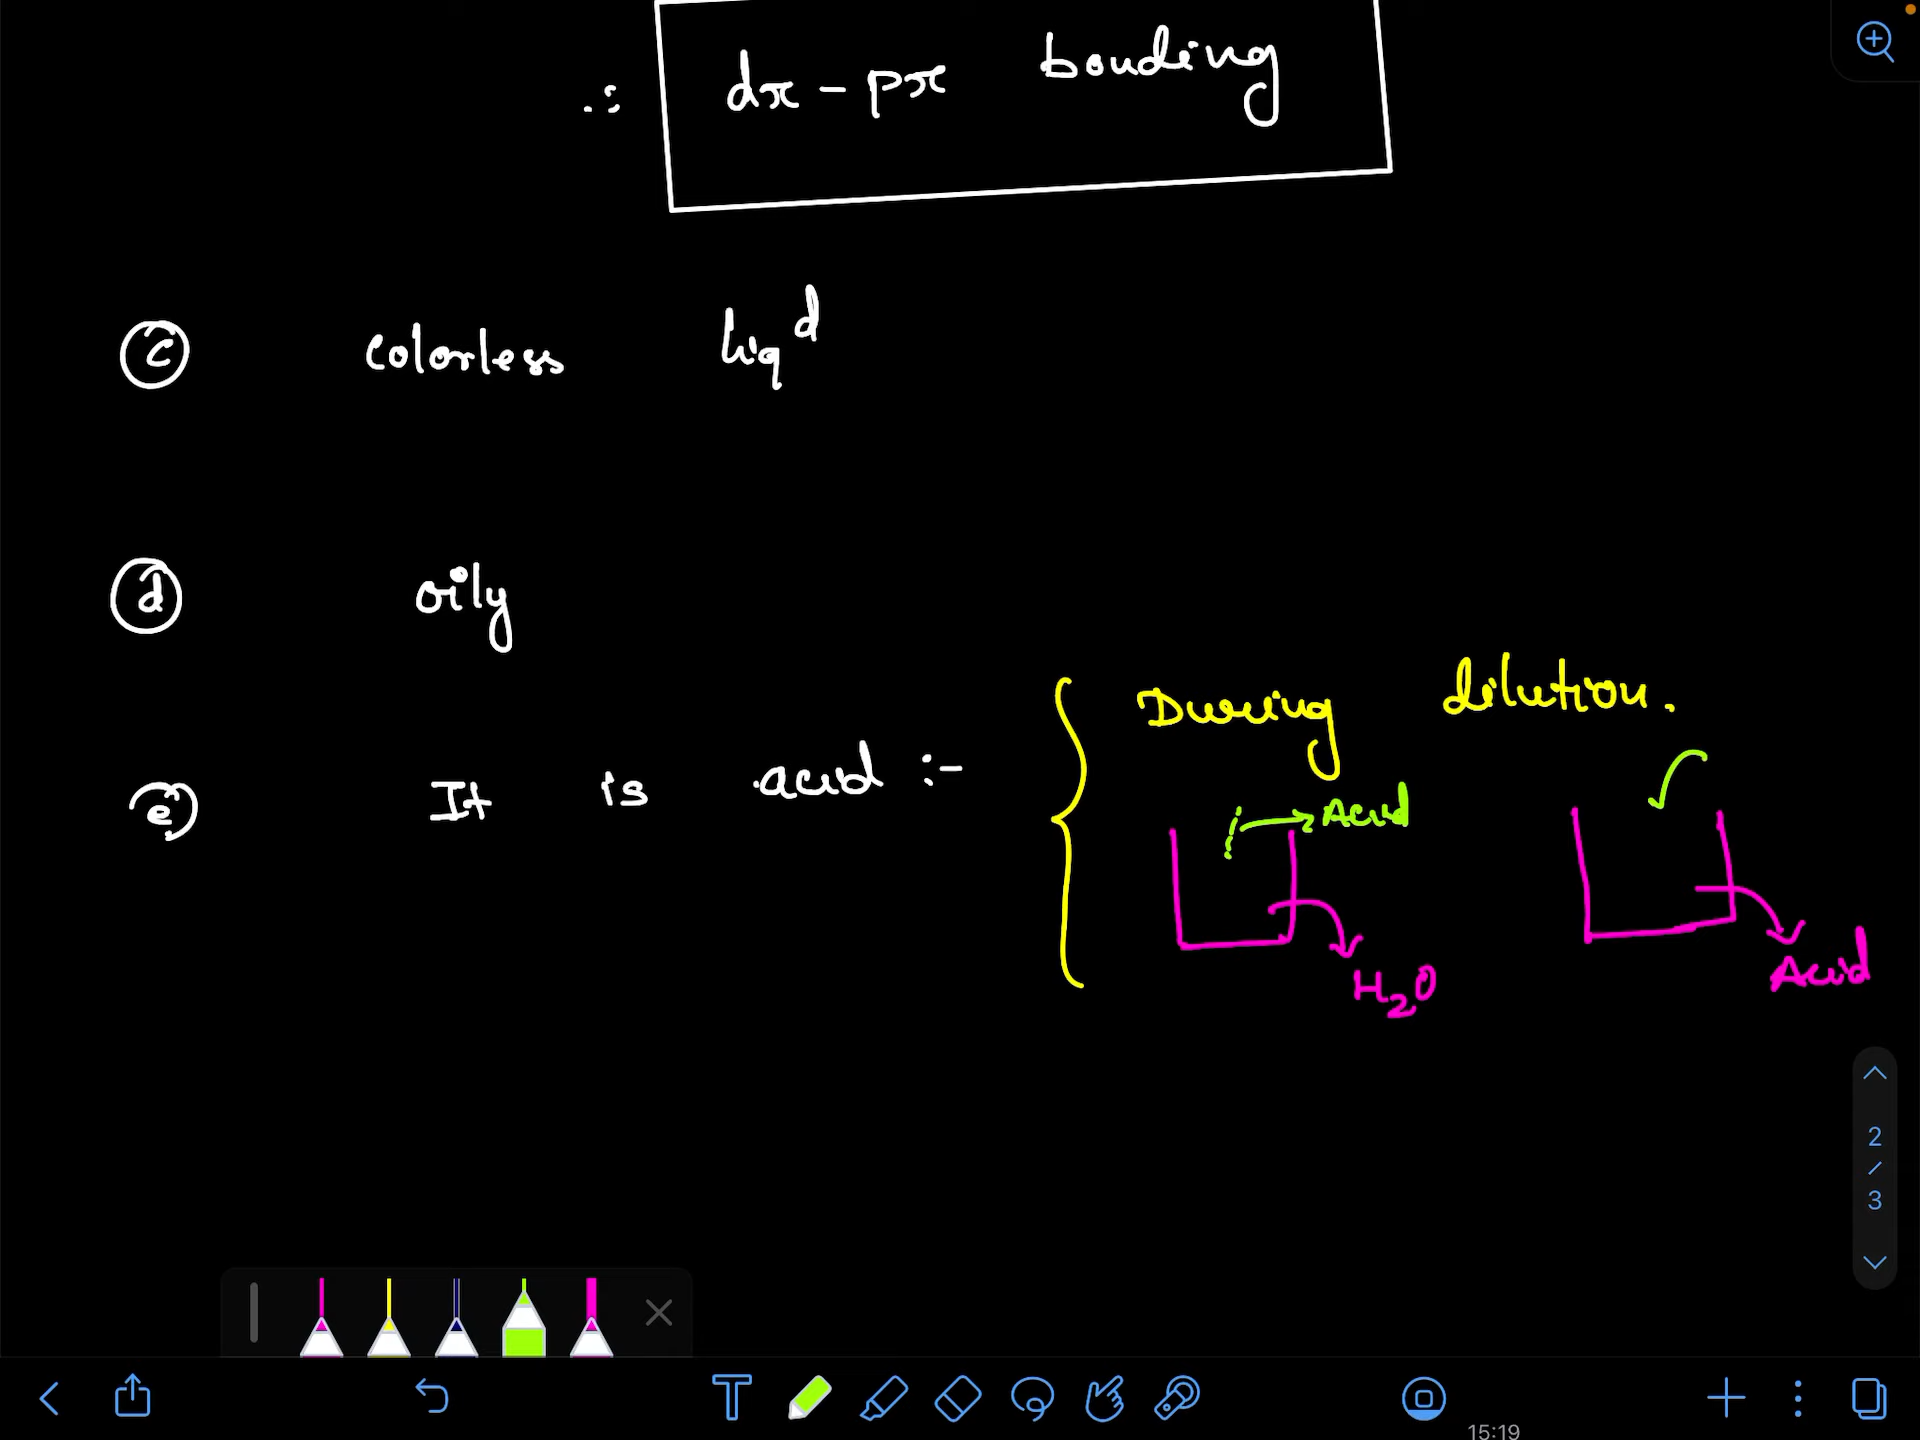 ∴ dπ - pπ bonding
c colorless liqᵈ
d oily
During dilution.
e It is acid :-
Acid
H₂O
Acid
2
/
3
15:19